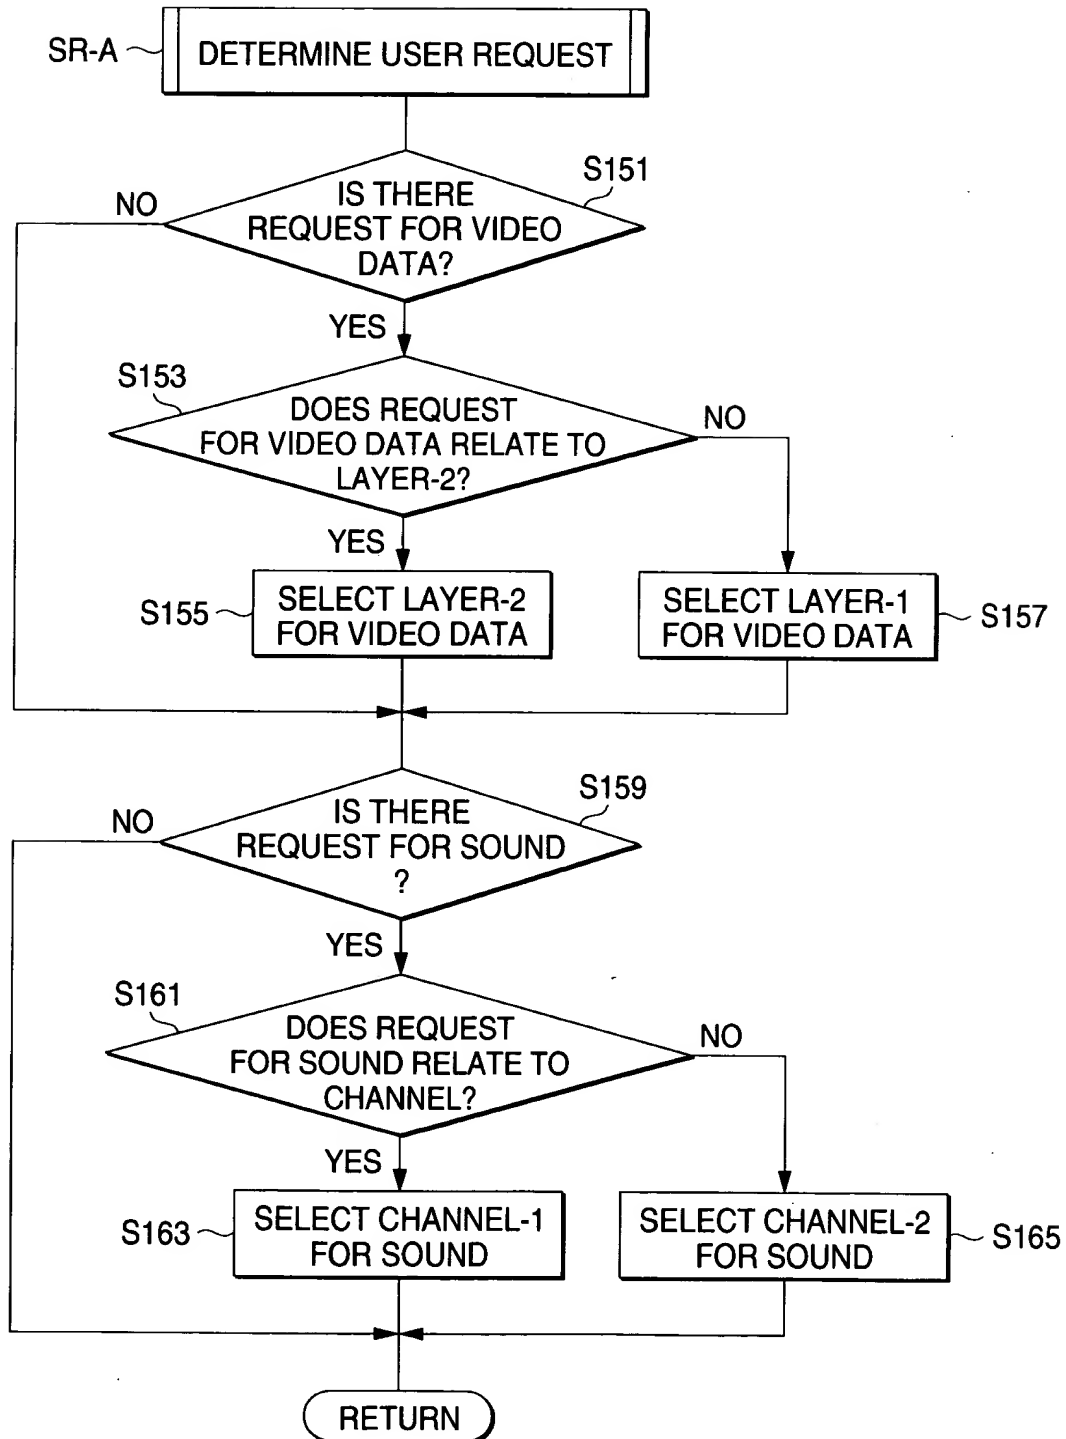 SR-A
DETERMINE USER REQUEST
S151
IS THERE
REQUEST FOR VIDEO
DATA?
NO
YES
S153
DOES REQUEST
FOR VIDEO DATA RELATE TO
LAYER-2?
NO
YES
S155
SELECT LAYER-2
FOR VIDEO DATA
SELECT LAYER-1
FOR VIDEO DATA
S157
S159
IS THERE
REQUEST FOR SOUND
?
NO
YES
S161
DOES REQUEST
FOR SOUND RELATE TO
CHANNEL?
NO
YES
S163
SELECT CHANNEL-1
FOR SOUND
SELECT CHANNEL-2
FOR SOUND
S165
RETURN